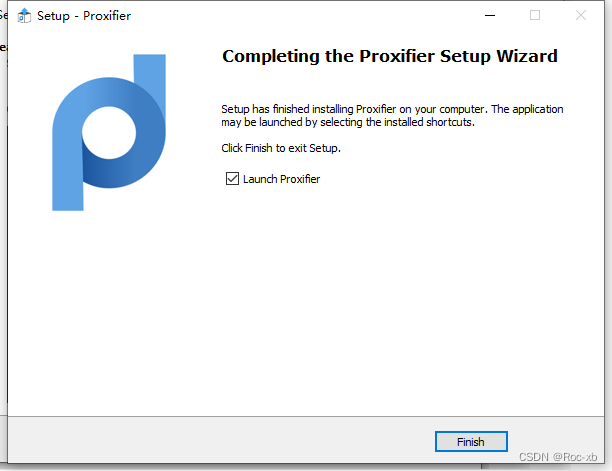 Setup - Proxifier
Completing the Proxifier Setup Wizard
Setup has finished installing Proxifier on your computer. The application
may be launched by selecting the installed shortcuts.
Click Finish to exit Setup.
Launch Proxifier
Finish
CSDN @Roc-xb